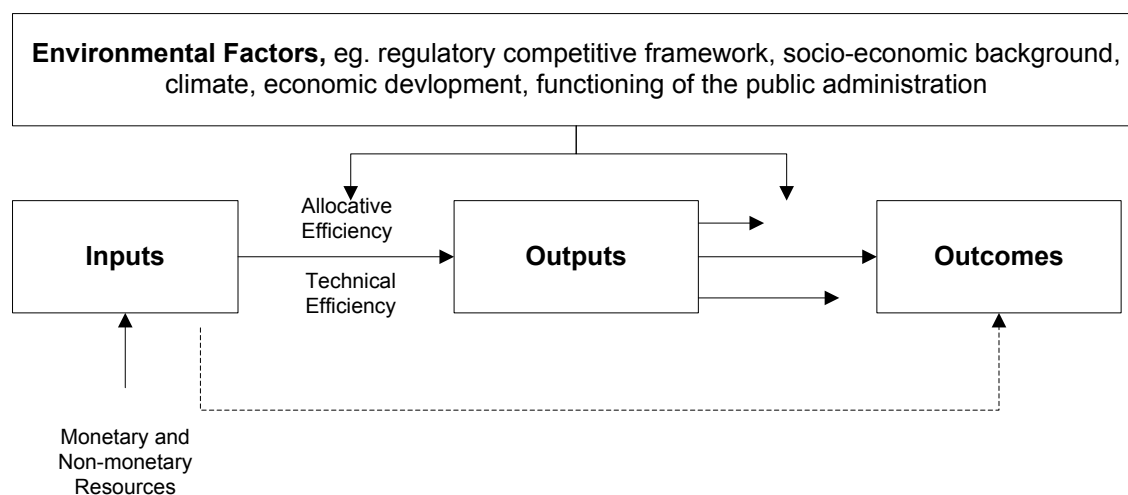 Environmental Factors, eg. regulatory competitive framework, socio-economic background,
climate, economic devlopment, functioning of the public administration
Allocative
Efficiency
Inputs
Outputs
Outcomes
Technical
Efficiency
Monetary and
Non-monetary
Resources